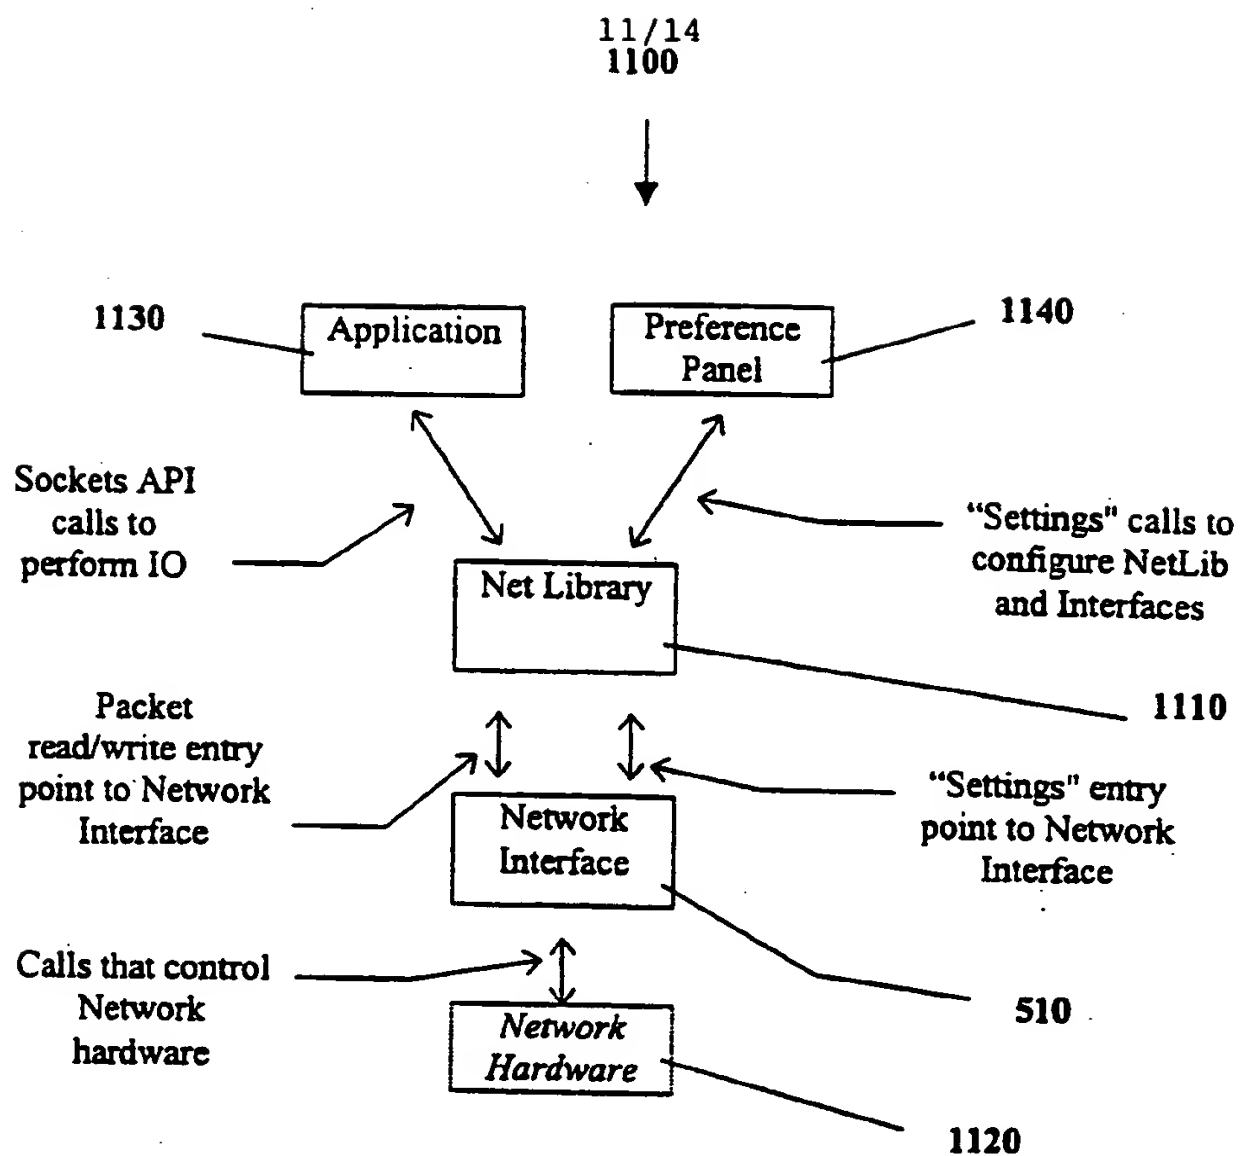 11/14
1100
1130
Application
Preference
Panel
1140
Sockets API
calls to
perform IO
"Settings" calls to
configure NetLib
and Interfaces
Net Library
1110
Packet
read/write entry
point to Network
Interface
"Settings" entry
point to Network
Interface
Network
Interface
510
Calls that control
Network
hardware
Network
Hardware
1120